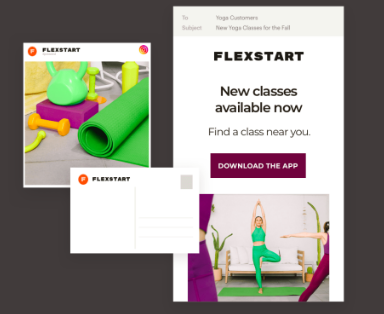 FLEXSTART
FLEXSTART
To Yoga Customers
Subject New Yoga Classes for the Fall
FLEXSTART
New classes
available now
Find a class near you.
DOWNLOAD THE APP